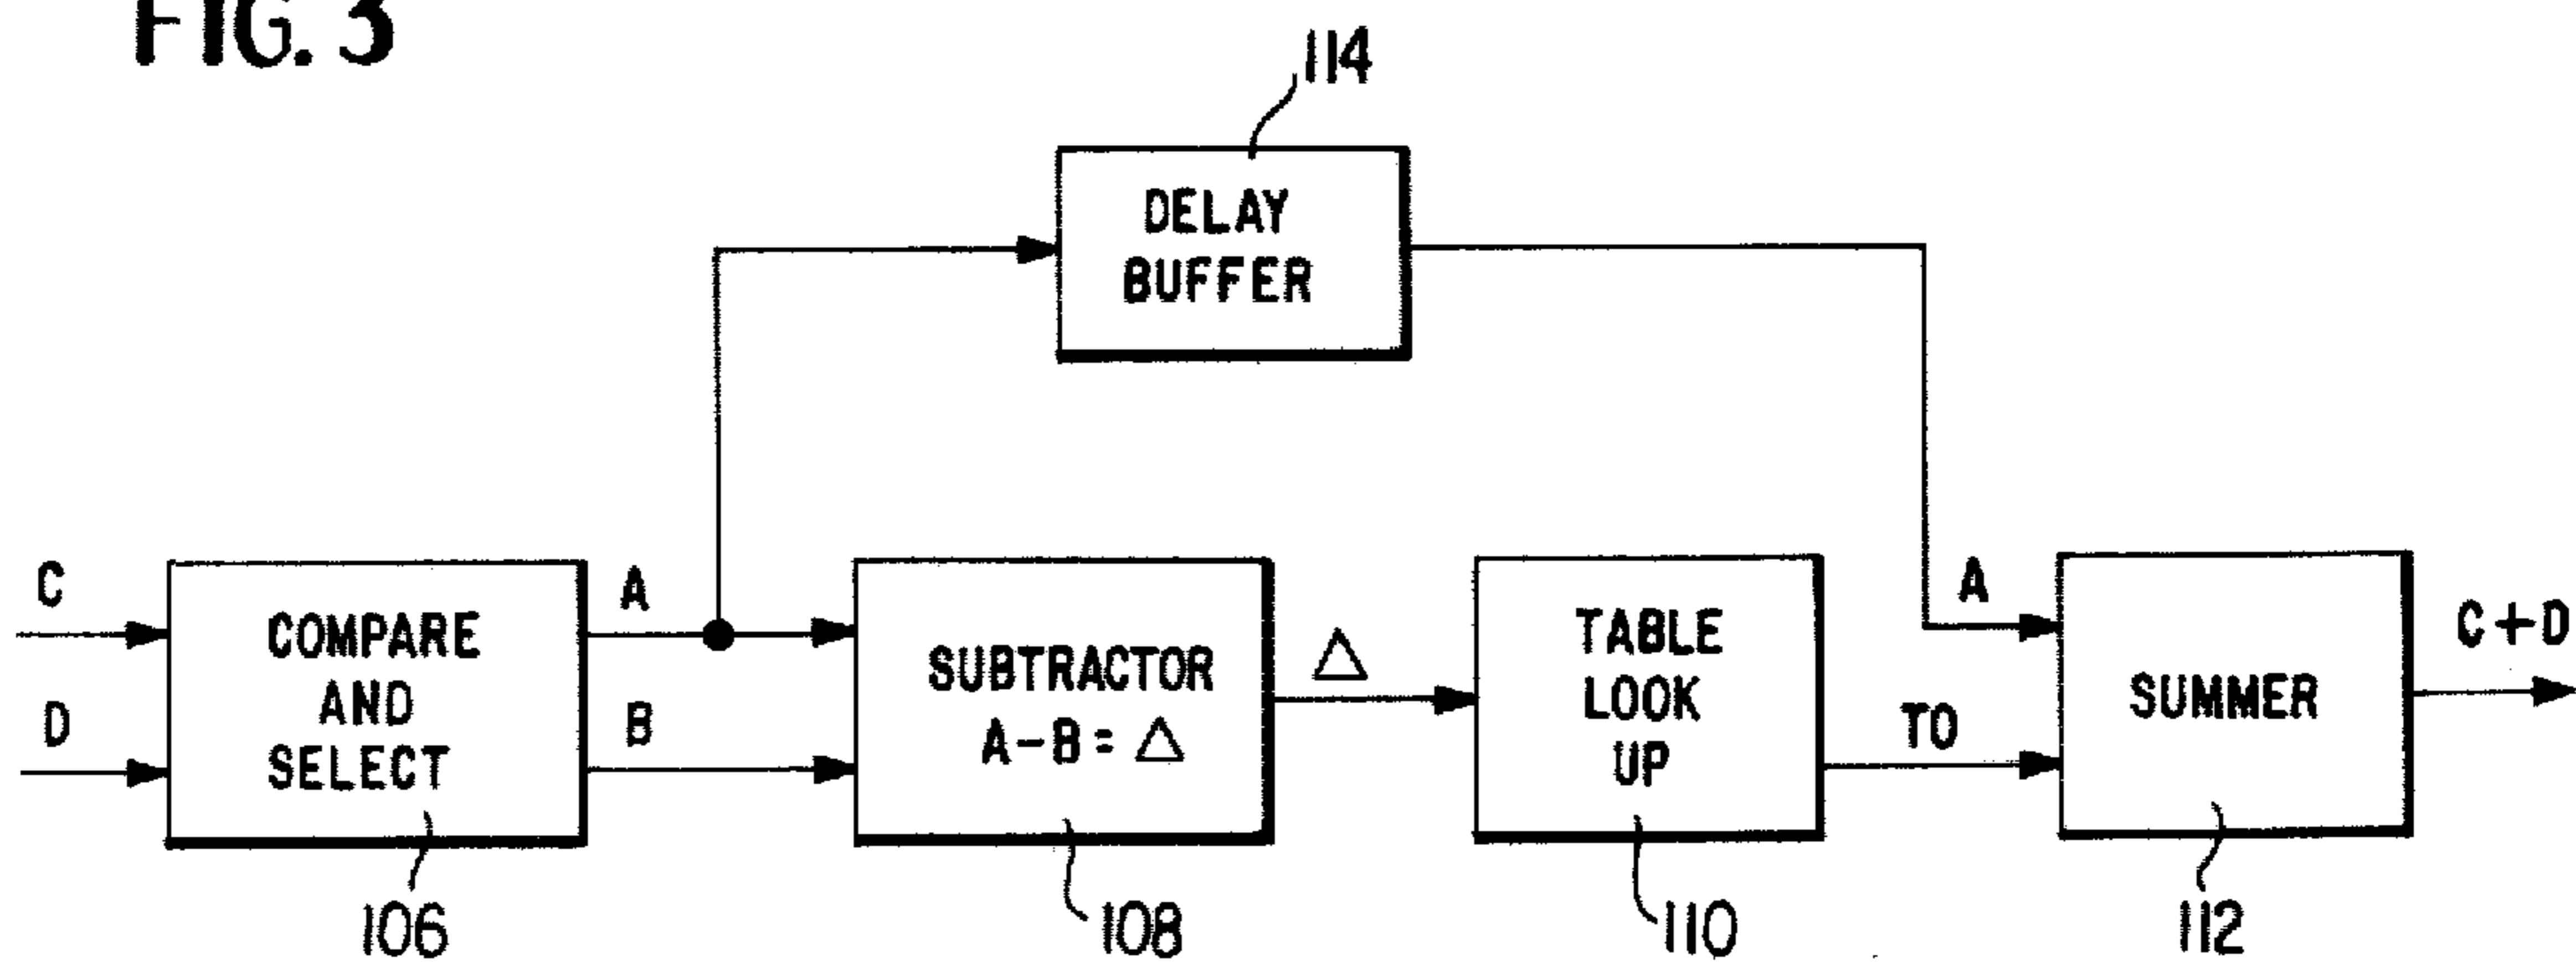 FIG. 3
114
DELAY
BUFFER
C
D
COMPARE
AND
SELECT
106
A
B
SUBTRACTOR
A-B = △
108
△
TABLE
LOOK
UP
110
A
TO
SUMMER
112
C+D